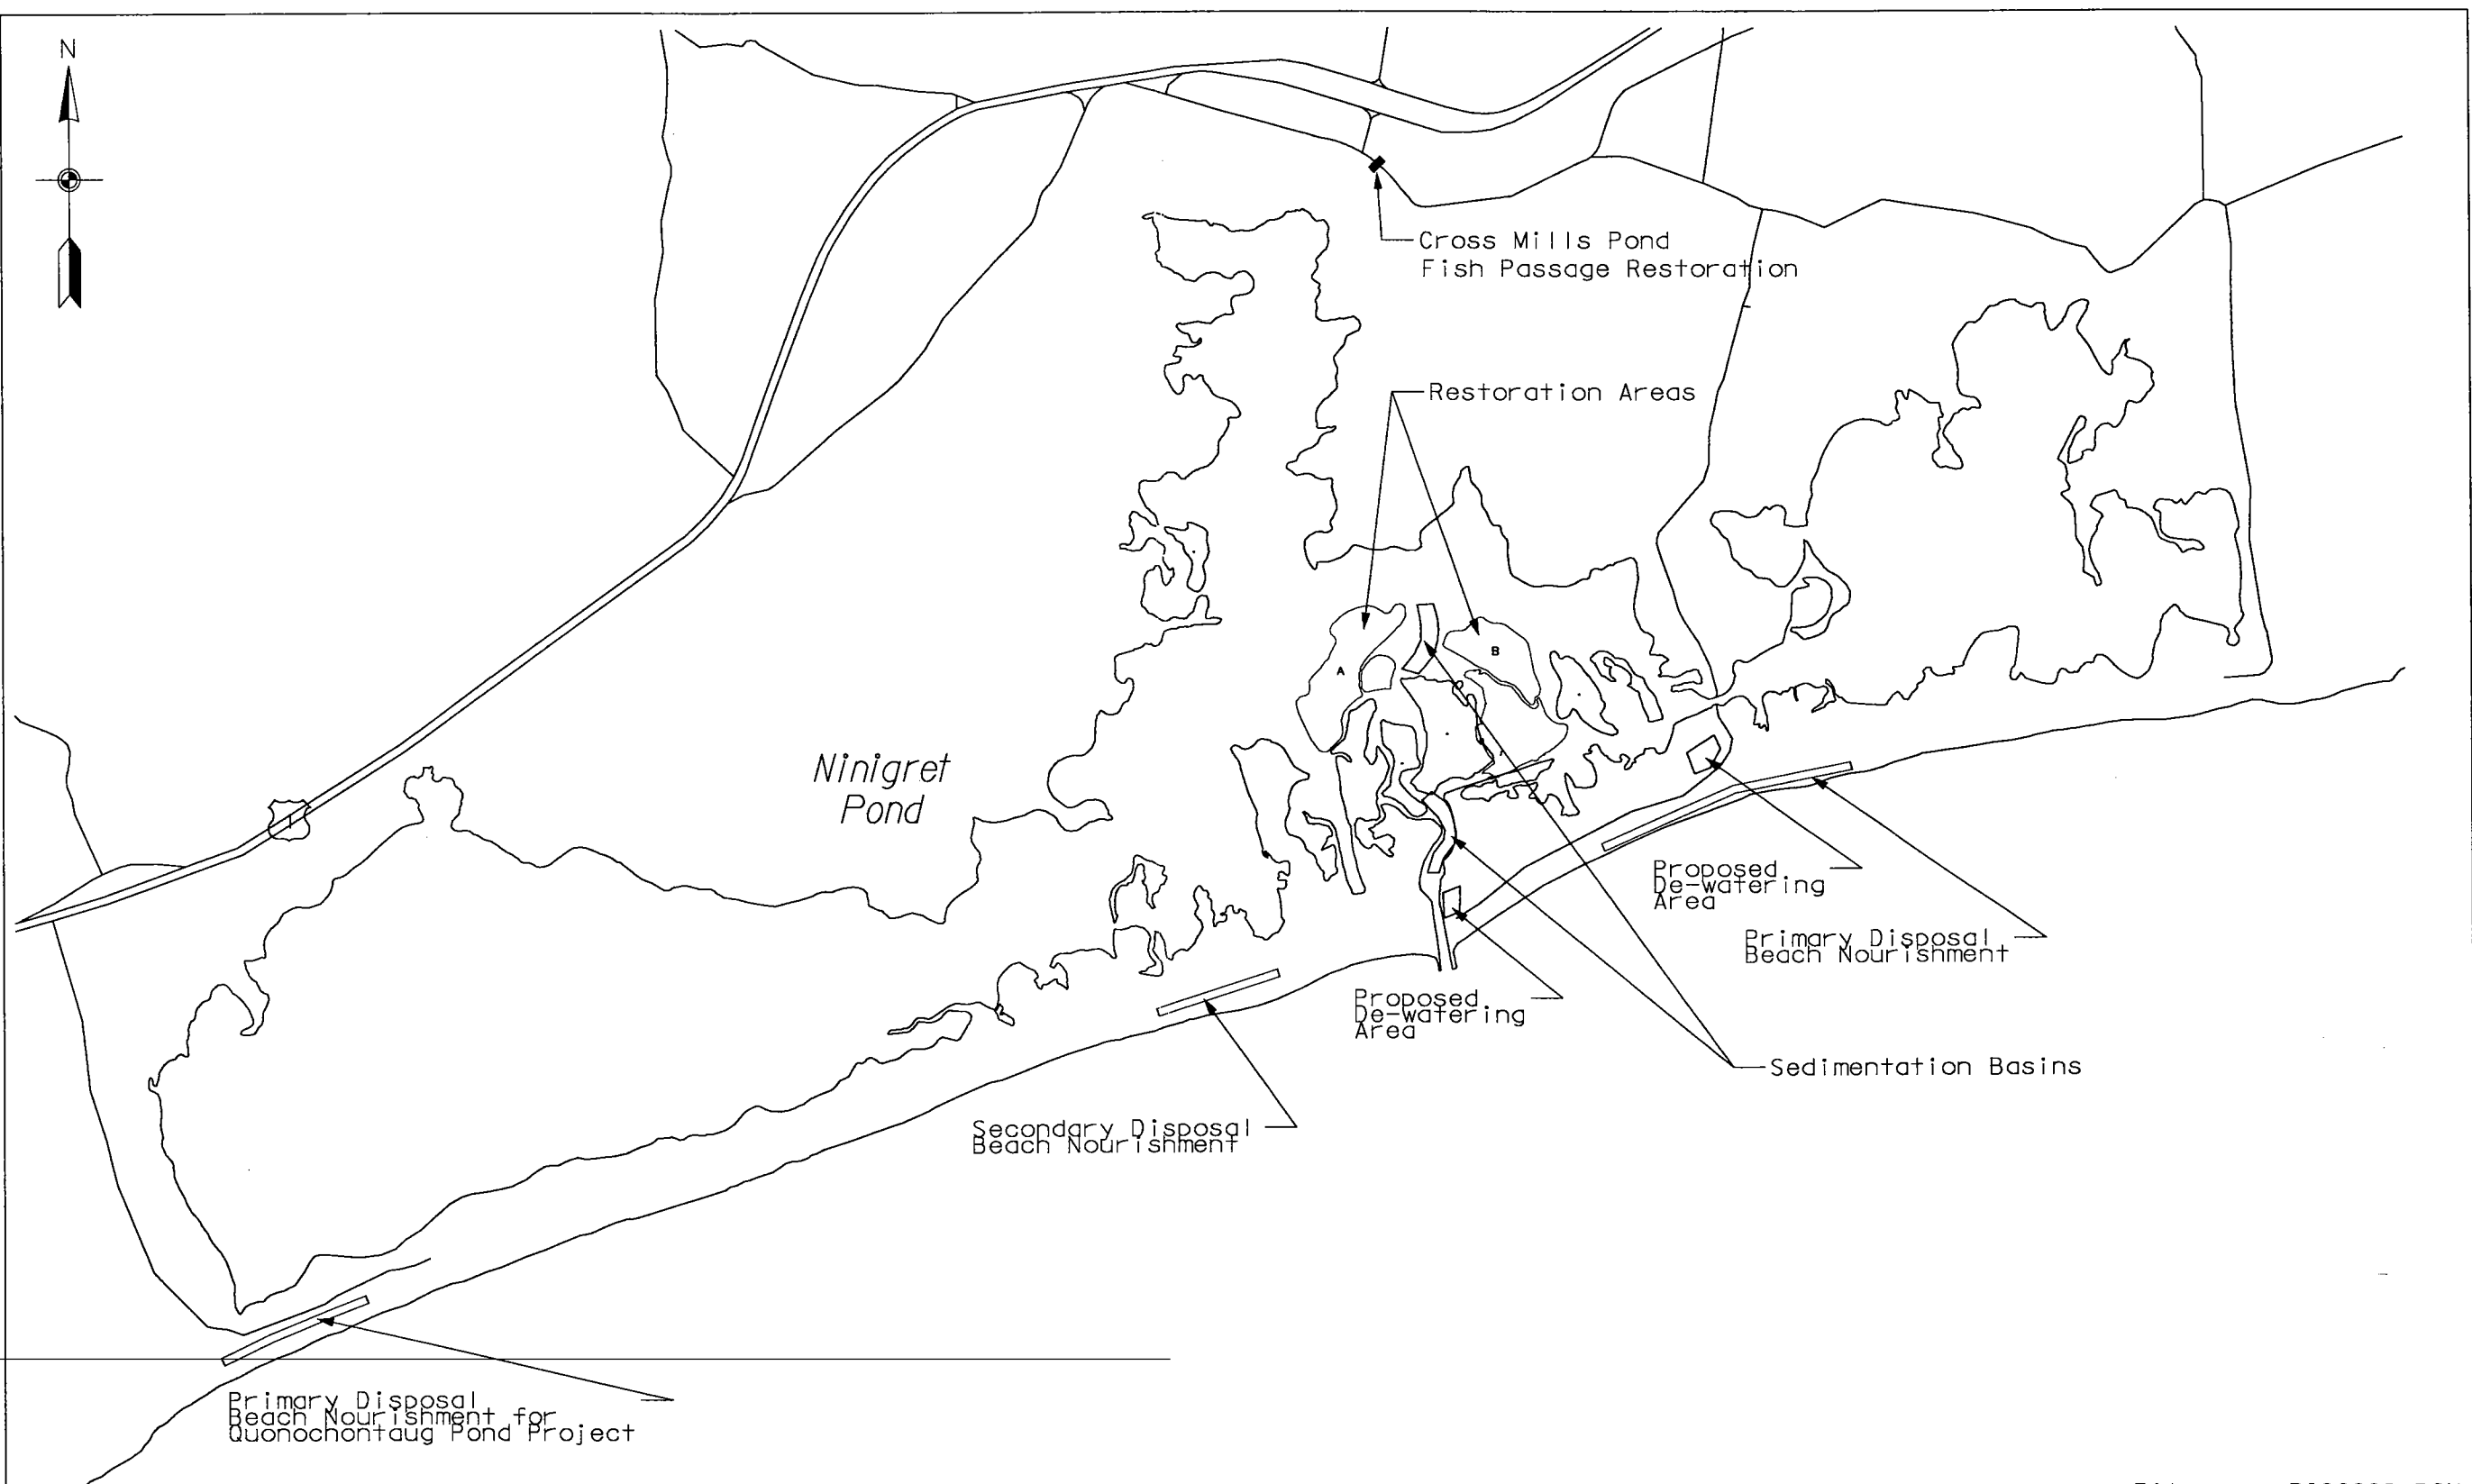 N
Cross Mills Pond
Fish Passage Restoration
Restoration Areas
A
B
Ninigret
Pond
1
Proposed
De-watering
Area
Primary Disposal
Beach Nourishment
Proposed
De-watering
Area
Sedimentation Basins
Secondary Disposal
Beach Nourishment
Primary Disposal
Beach Nourishment for
Quonochontaug Pond Project